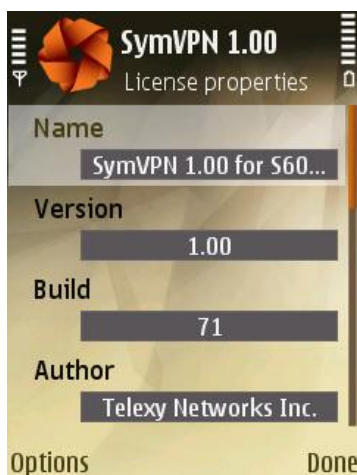 SymVPN 1.00
License properties
Name
SymVPN 1.00 for S60...
Version
1.00
Build
71
Author
Telexy Networks Inc.
Options Done